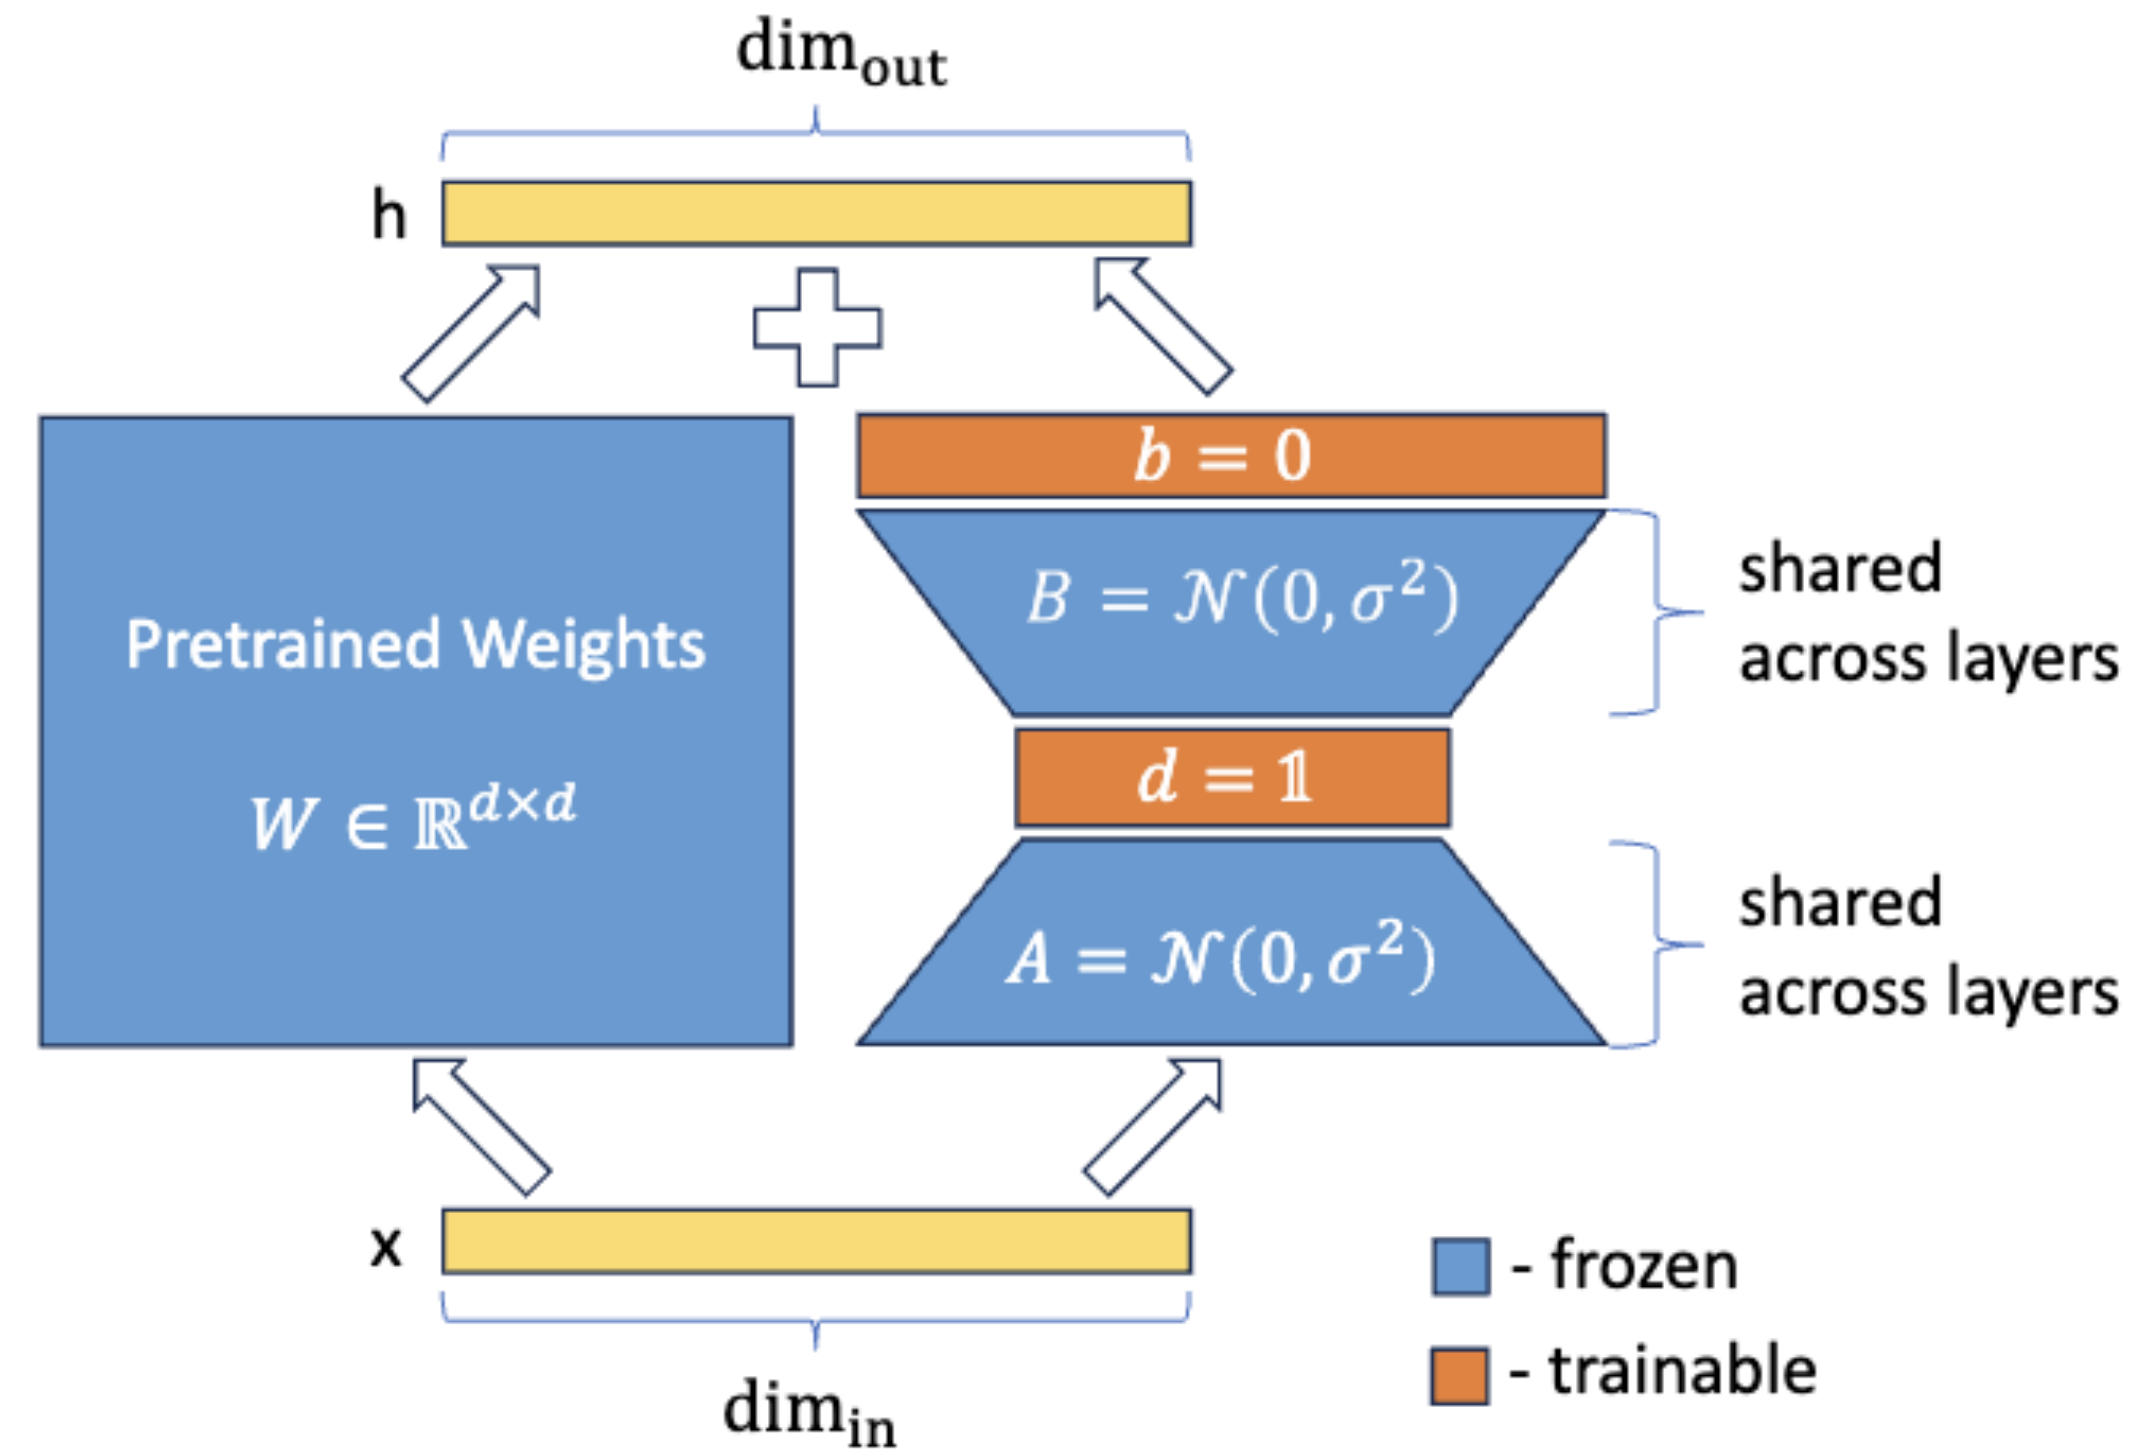 dim_out
h
b = 0
B = 𝒩(0, σ²)
shared
across layers
Pretrained Weights
W ∈ ℝ^{d×d}
d = 𝟙
A = 𝒩(0, σ²)
shared
across layers
x
- frozen
- trainable
dim_in